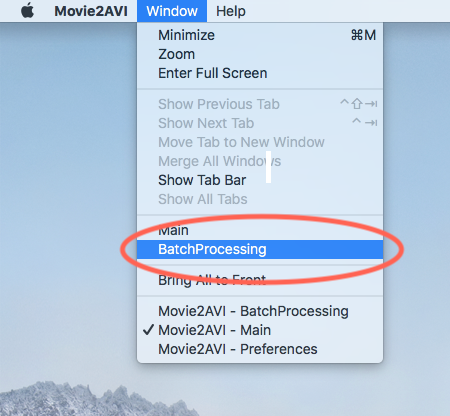 Movie2AVI Window Help
Minimize ⌘M
Zoom
Enter Full Screen
Show Previous Tab ^⇧⇥
Show Next Tab ^⇥
Move Tab to New Window
Merge All Windows
Show Tab Bar
Show All Tabs
Main
BatchProcessing
Bring All to Front
Movie2AVI - BatchProcessing
✓ Movie2AVI - Main
Movie2AVI - Preferences